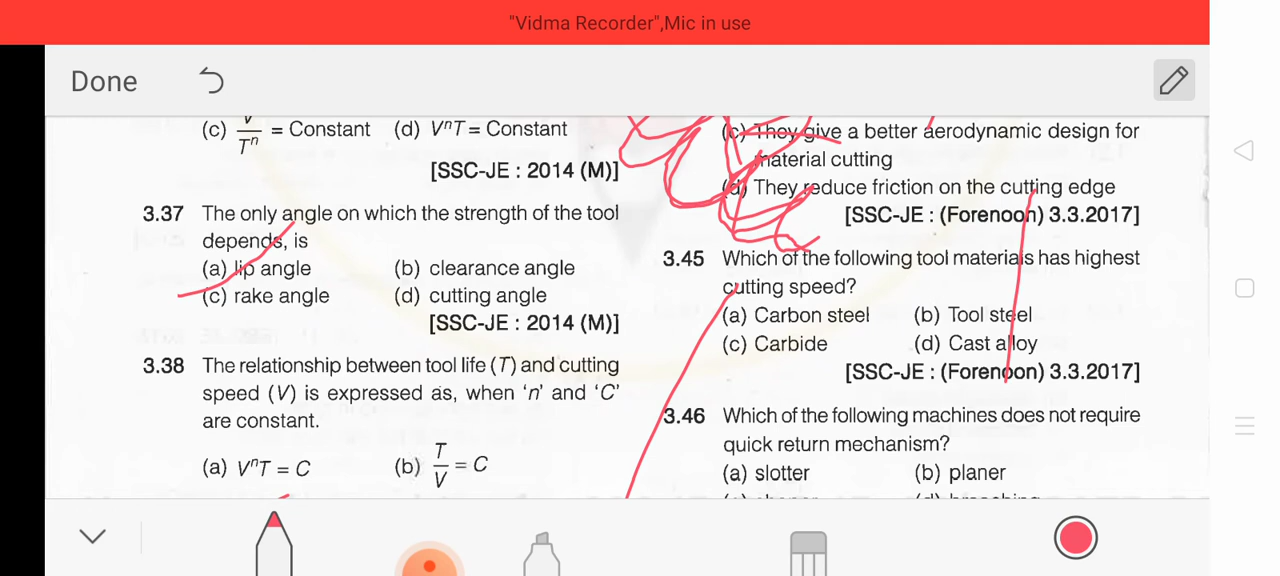 "Vidma Recorder",Mic in use
Done
(c) V/Tⁿ = Constant (d) VⁿT = Constant
[SSC-JE : 2014 (M)]
3.37 The only angle on which the strength of the tool
depends, is
(a) lip angle (b) clearance angle
(c) rake angle (d) cutting angle
[SSC-JE : 2014 (M)]
3.38 The relationship between tool life (T) and cutting
speed (V) is expressed as, when 'n' and 'C'
are constant.
(a) VⁿT = C (b) T/V = C
(c) They give a better aerodynamic design for
material cutting
(d) They reduce friction on the cutting edge
[SSC-JE : (Forenoon) 3.3.2017]
3.45 Which of the following tool materials has highest
cutting speed?
(a) Carbon steel (b) Tool steel
(c) Carbide (d) Cast alloy
[SSC-JE : (Forenoon) 3.3.2017]
3.46 Which of the following machines does not require
quick return mechanism?
(a) slotter (b) planer